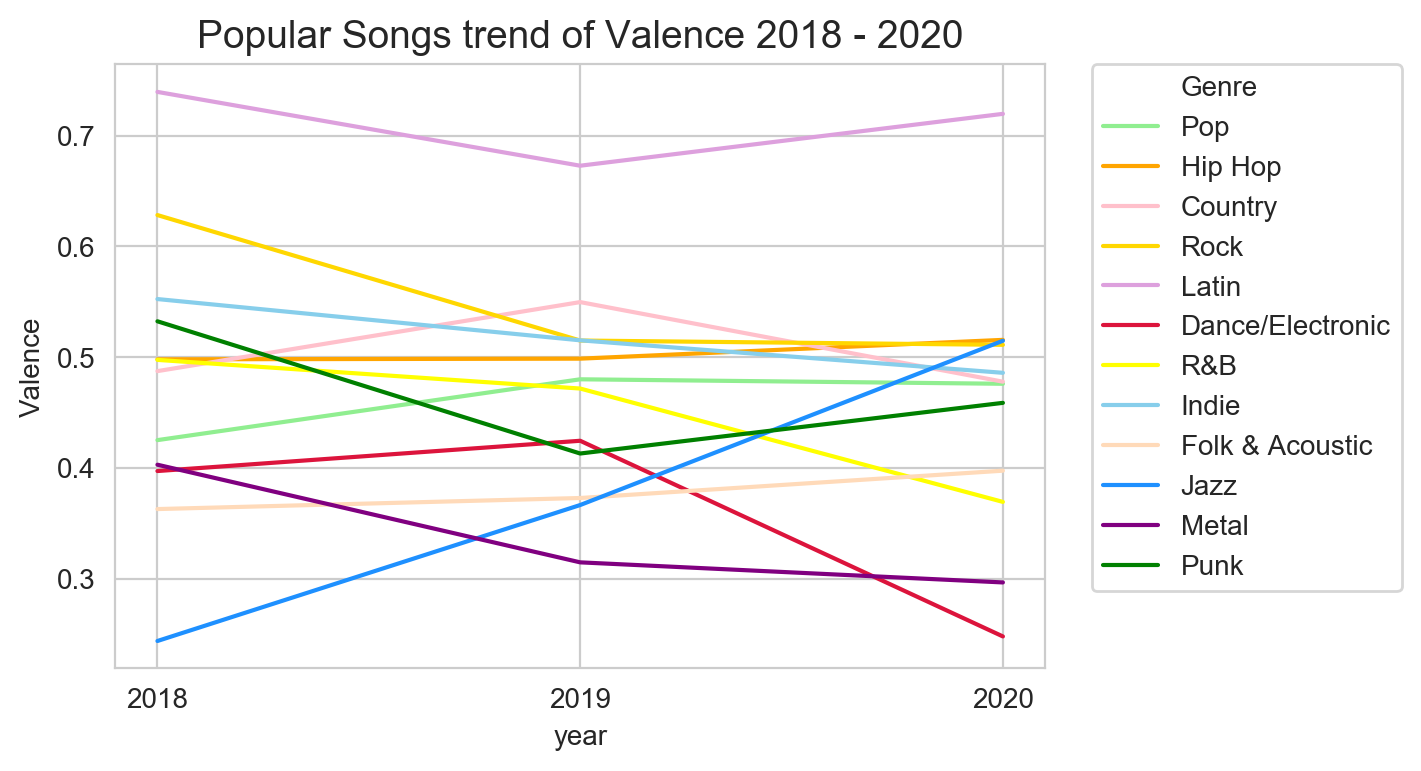 Popular Songs trend of Valence 2018 - 2020
Valence
0.7
0.6
0.5
0.4
0.3
2018
2019
2020
year
Genre
Pop
Hip Hop
Country
Rock
Latin
Dance/Electronic
R&B
Indie
Folk & Acoustic
Jazz
Metal
Punk